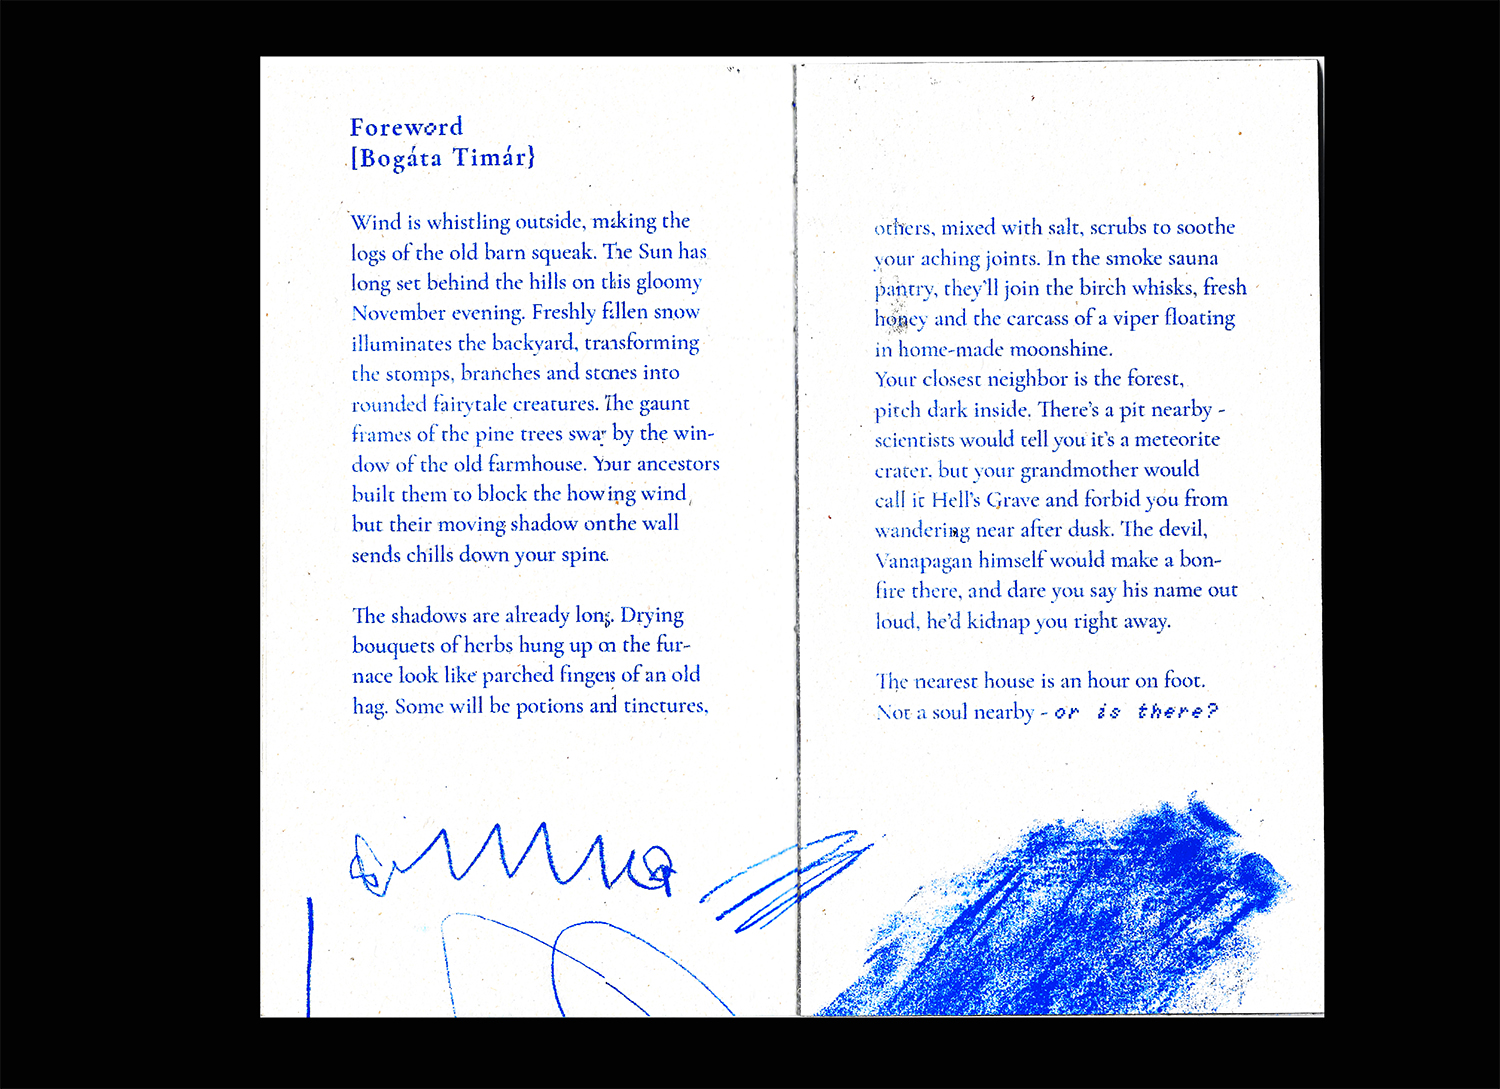 Foreword
[Bogáta Timár}
Wind is whistling outside, making the
logs of the old barn squeak. The Sun has
long set behind the hills on this gloomy
November evening. Freshly fallen snow
illuminates the backyard, transforming
the stomps, branches and stones into
rounded fairytale creatures. The gaunt
frames of the pine trees sway by the win-
dow of the old farmhouse. Your ancestors
built them to block the howing wind,
but their moving shadow on the wall
sends chills down your spine.
The shadows are already long. Drying
bouquets of herbs hung up on the fur-
nace look like parched fingers of an old
hag. Some will be potions and tinctures,
others, mixed with salt, scrubs to soothe
your aching joints. In the smoke sauna
pantry, they'll join the birch whisks, fresh
honey and the carcass of a viper floating
in home-made moonshine.
Your closest neighbor is the forest,
pitch dark inside. There's a pit nearby -
scientists would tell you it's a meteorite
crater, but your grandmother would
call it Hell's Grave and forbid you from
wandering near after dusk. The devil,
Vanapagan himself would make a bon-
fire there, and dare you say his name out
loud, he'd kidnap you right away.
The nearest house is an hour on foot.
Not a soul nearby - or is there?